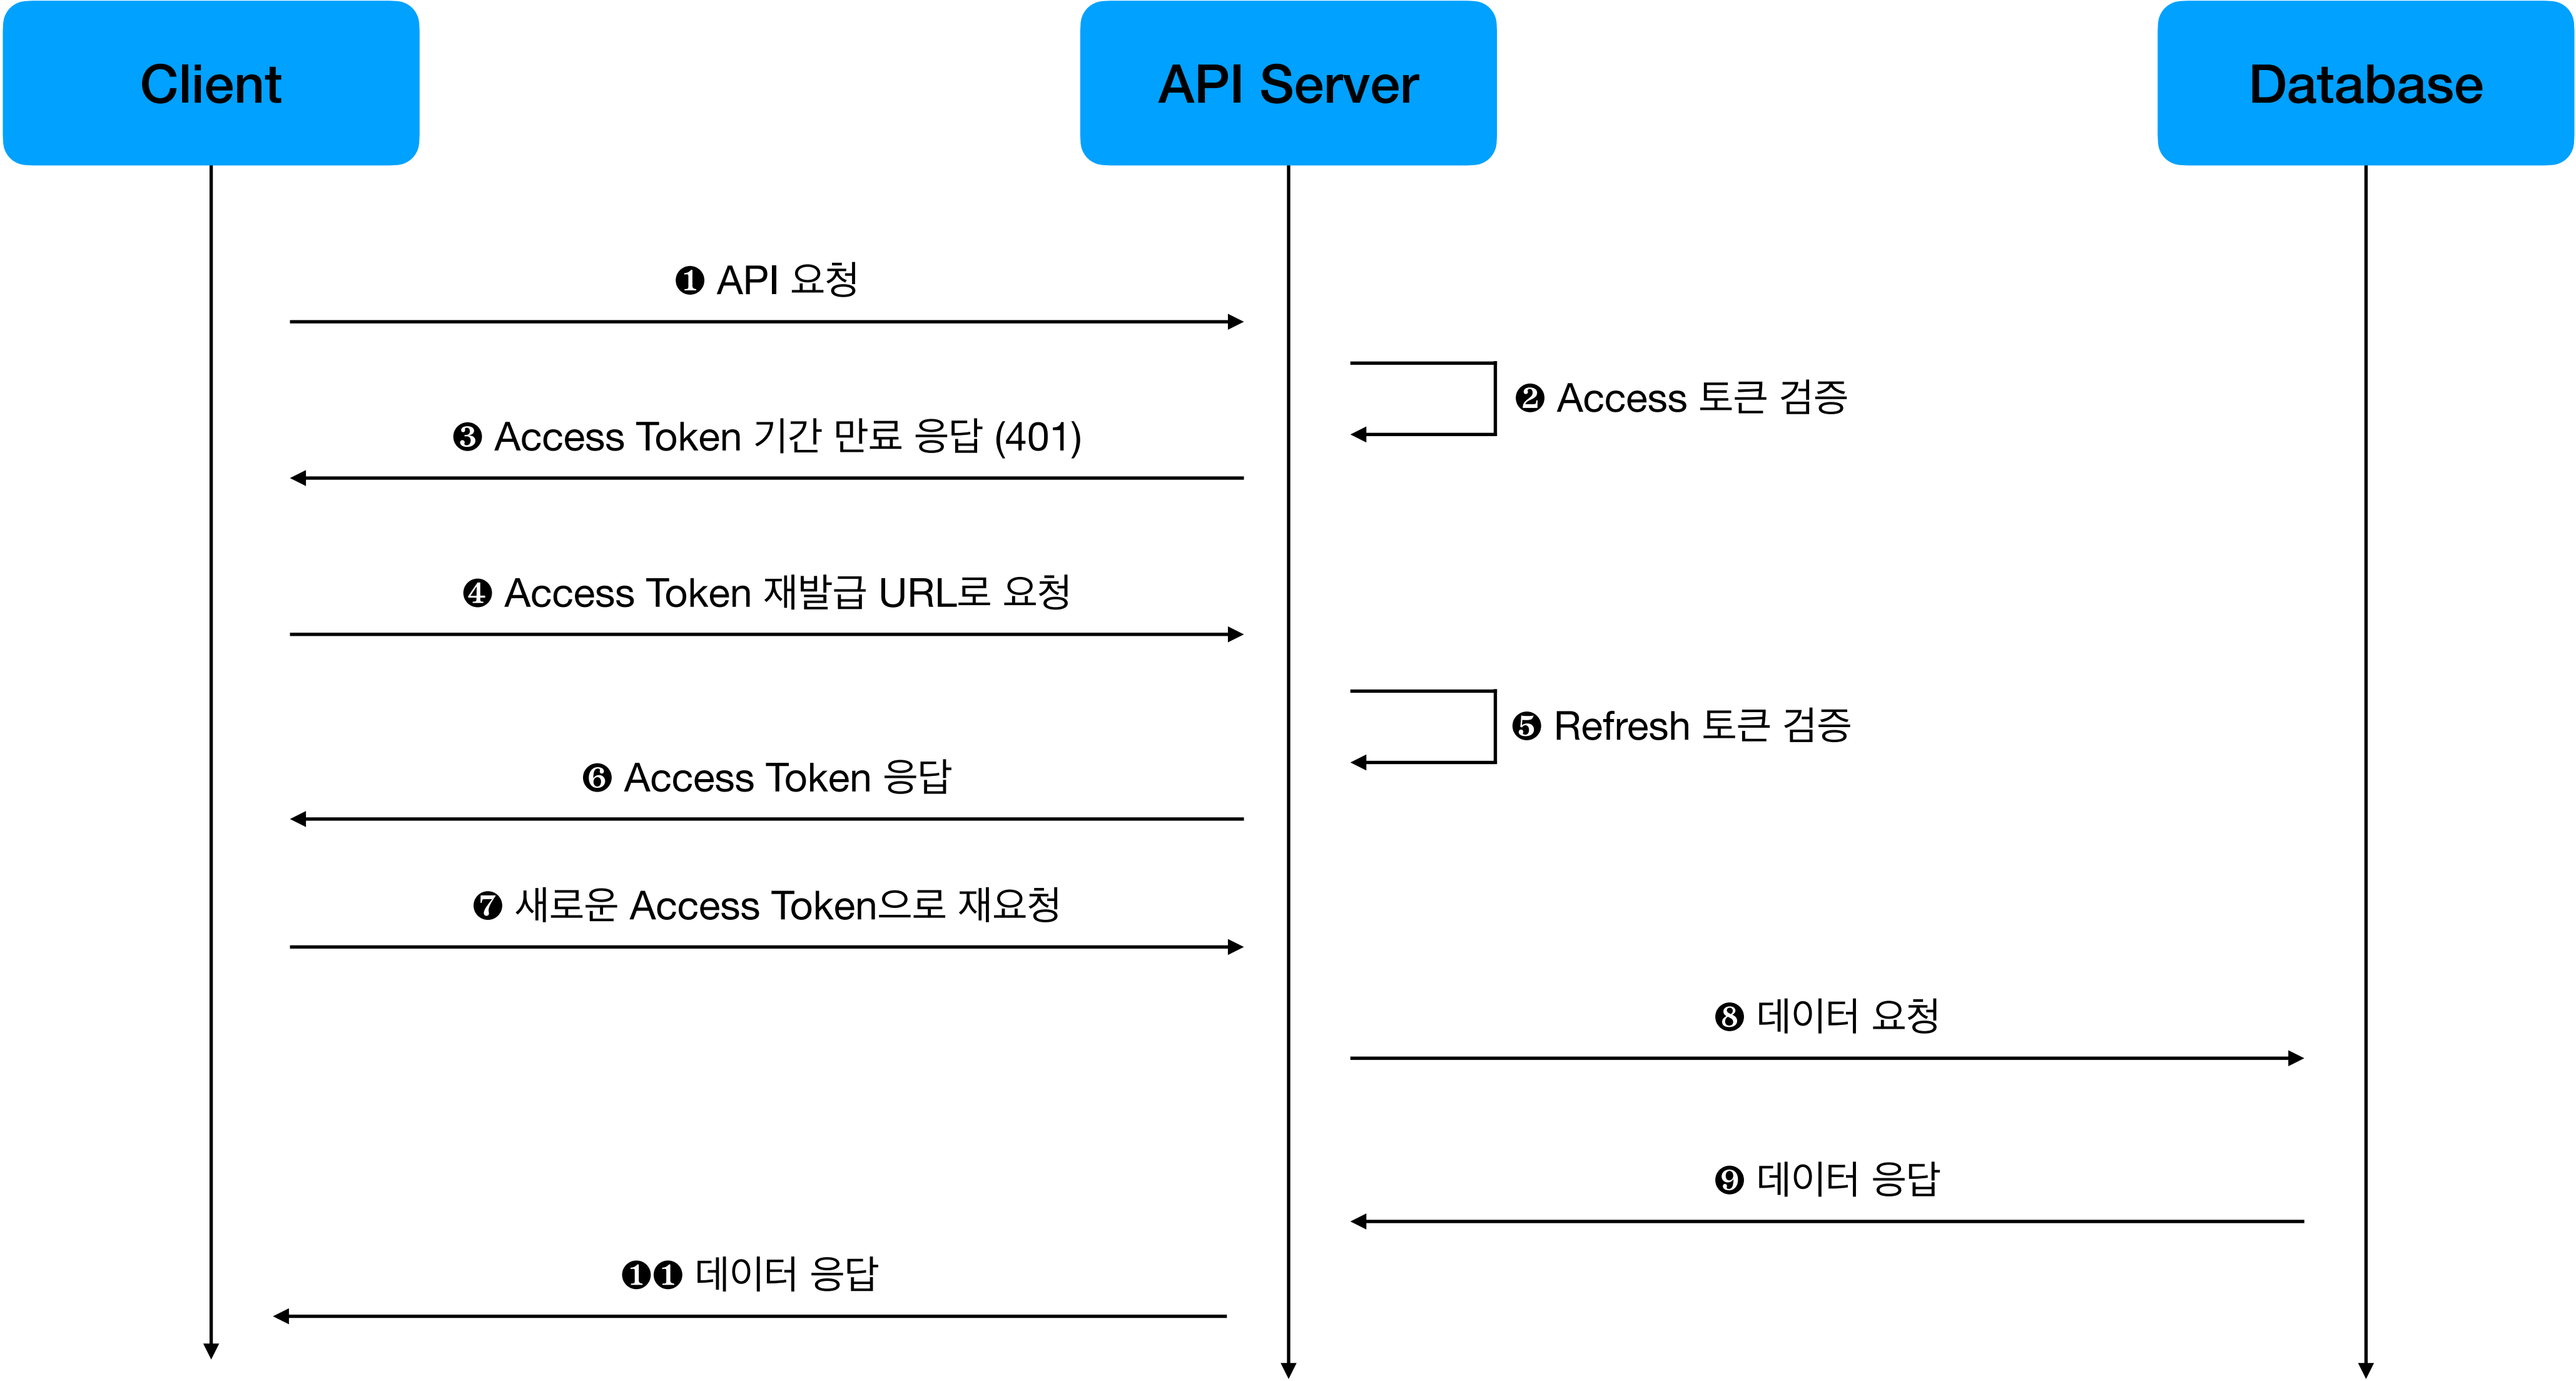 Client
API Server
Database
❶ API 요청
❷ Access 토큰 검증
❸ Access Token 기간 만료 응답 (401)
❹ Access Token 재발급 URL로 요청
❺ Refresh 토큰 검증
❻ Access Token 응답
❼ 새로운 Access Token으로 재요청
❽ 데이터 요청
❾ 데이터 응답
❶❶ 데이터 응답